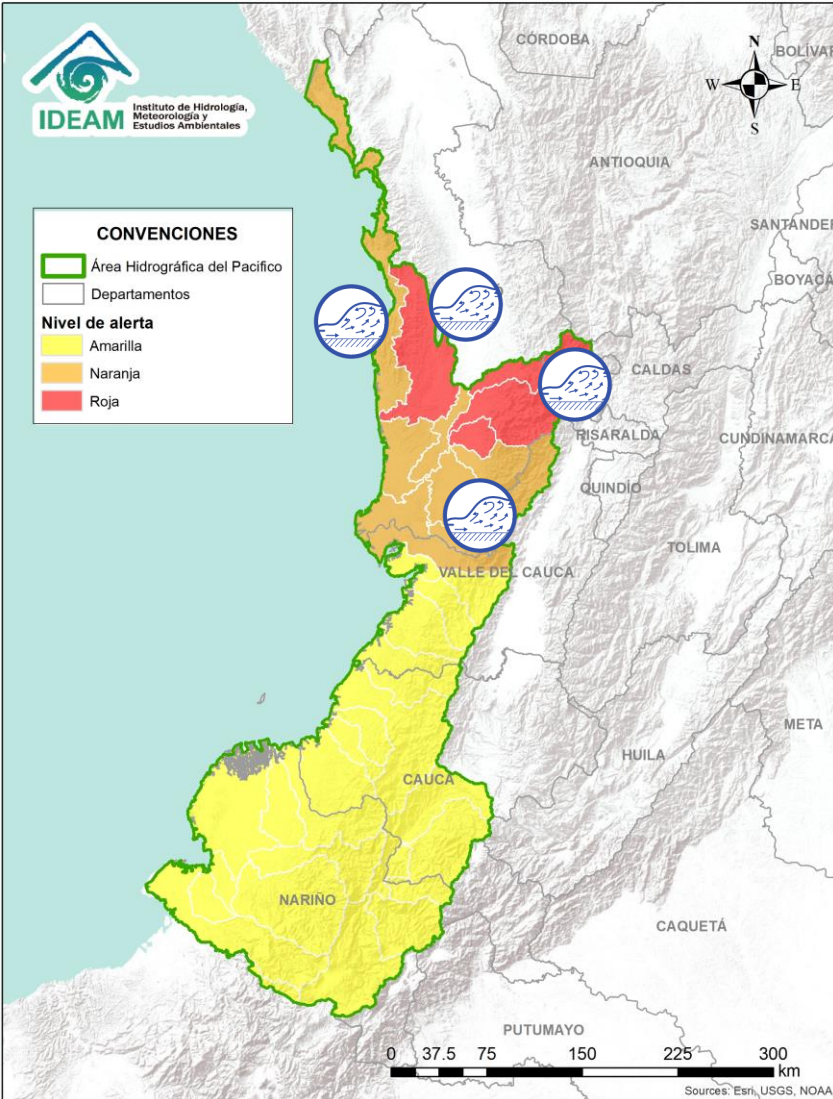 CÓRDOBA
BOLÍVAR
N
W
E
S
IDEAM
Instituto de Hidrología,
Meteorología y
Estudios Ambientales
ANTIOQUIA
SANTANDER
BOYACÁ
CONVENCIONES
Área Hidrográfica del Pacifico
Departamentos
Nivel de alerta
Amarilla
Naranja
Roja
CALDAS
RISARALDA
CUNDINAMARCA
QUINDÍO
TOLIMA
VALLE DEL CAUCA
META
HUILA
CAUCA
NARIÑO
CAQUETÁ
PUTUMAYO
0 37.5 75 150 225 300
km
Sources: Esri, USGS, NOAA